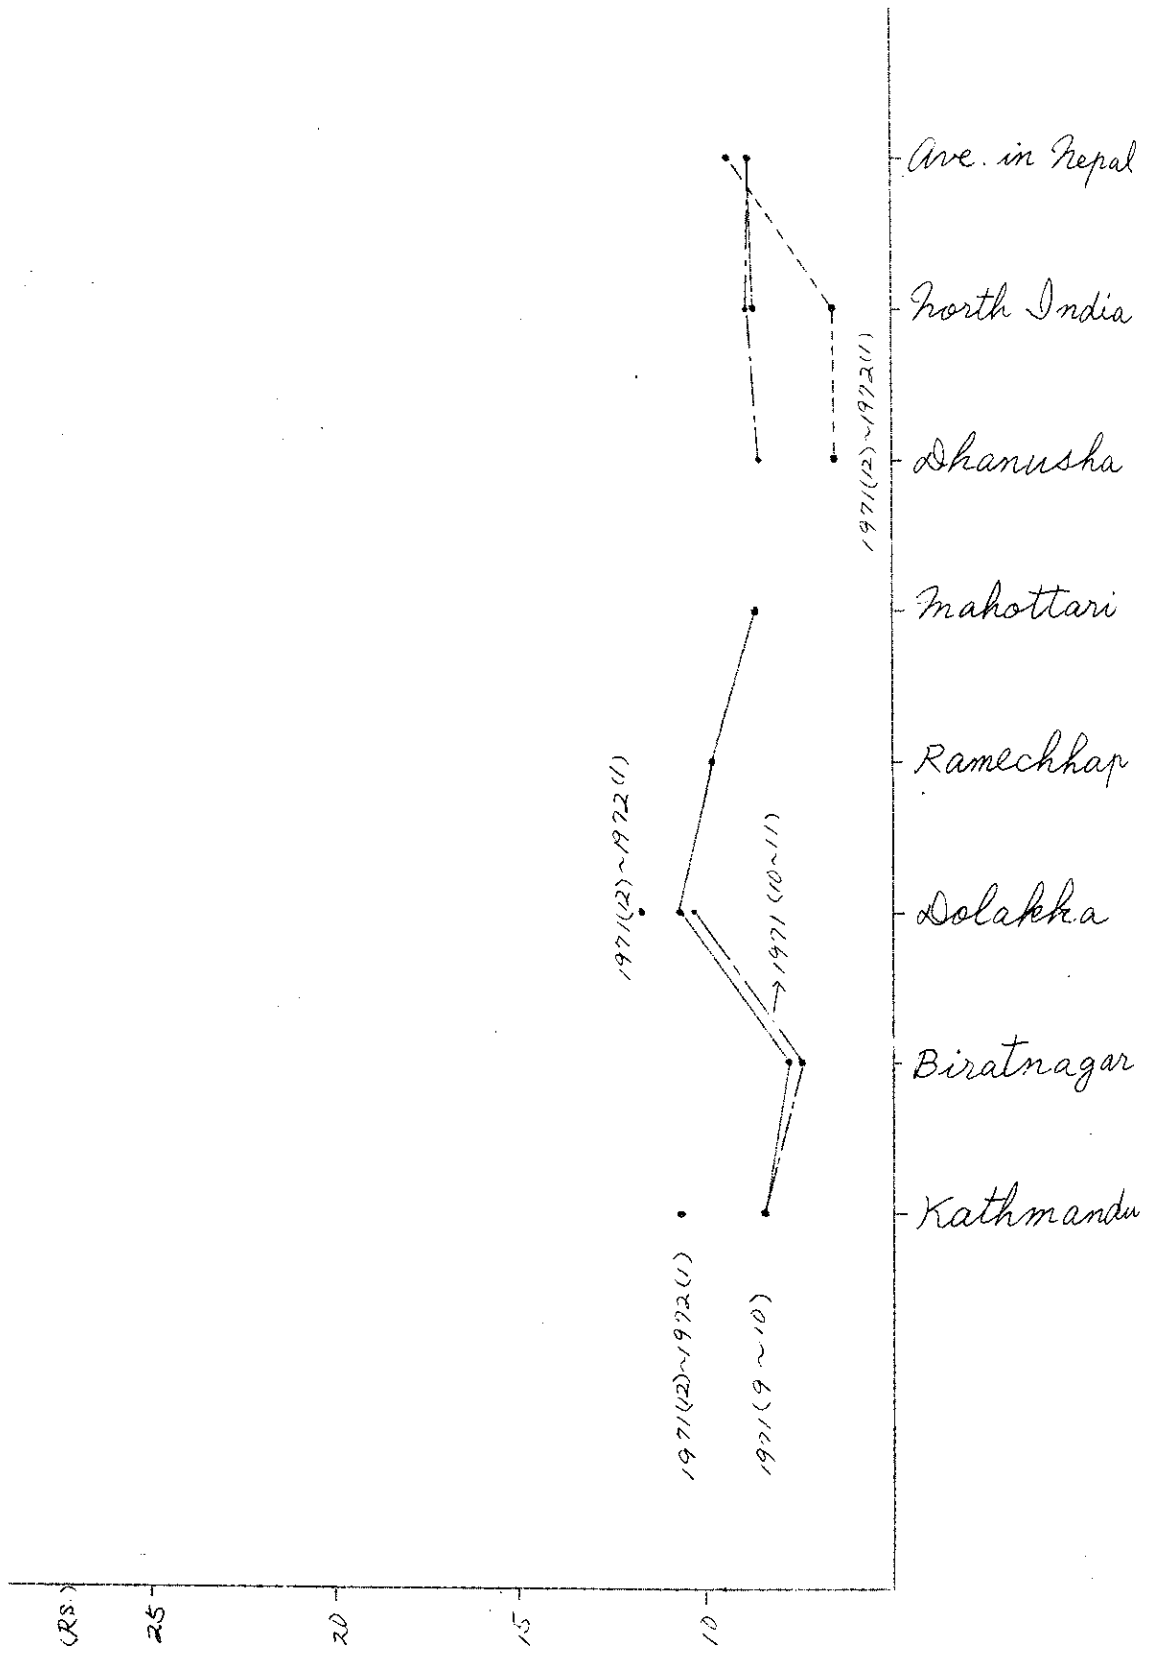 (Rs.)
25
20
15
10
1971(12)~1972(1)
1971(9~10)
1971(12)~1972(1)
→1971(10~11)
1971(12)~1972(1)
Kathmandu
Biratnagar
Dolakka
Ramechhap
Mahottari
Dhanusha
North India
Ave. in Nepal